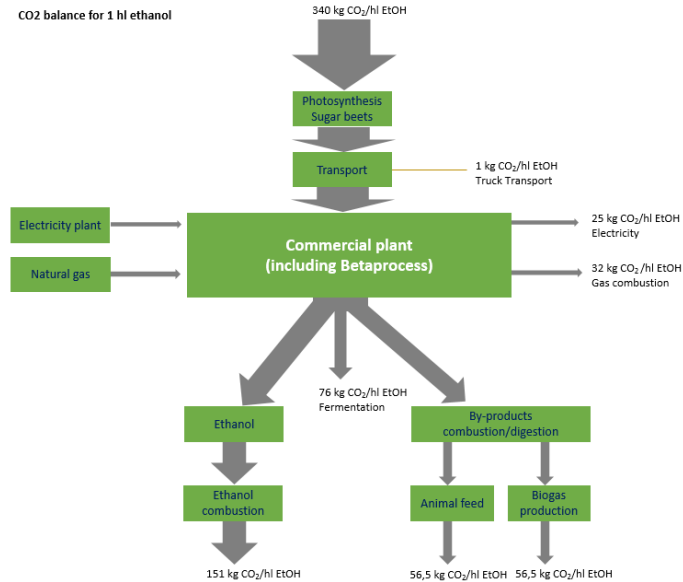 CO2 balance for 1 hl ethanol
340 kg CO₂/hl EtOH
Photosynthesis
Sugar beets
Transport
1 kg CO₂/hl EtOH
Truck Transport
Electricity plant
Natural gas
Commercial plant
(including Betaprocess)
25 kg CO₂/hl EtOH
Electricity
32 kg CO₂/hl EtOH
Gas combustion
76 kg CO₂/hl EtOH
Fermentation
Ethanol
By-products
combustion/digestion
Ethanol
combustion
Animal feed
Biogas
production
151 kg CO₂/hl EtOH
56,5 kg CO₂/hl EtOH
56,5 kg CO₂/hl EtOH